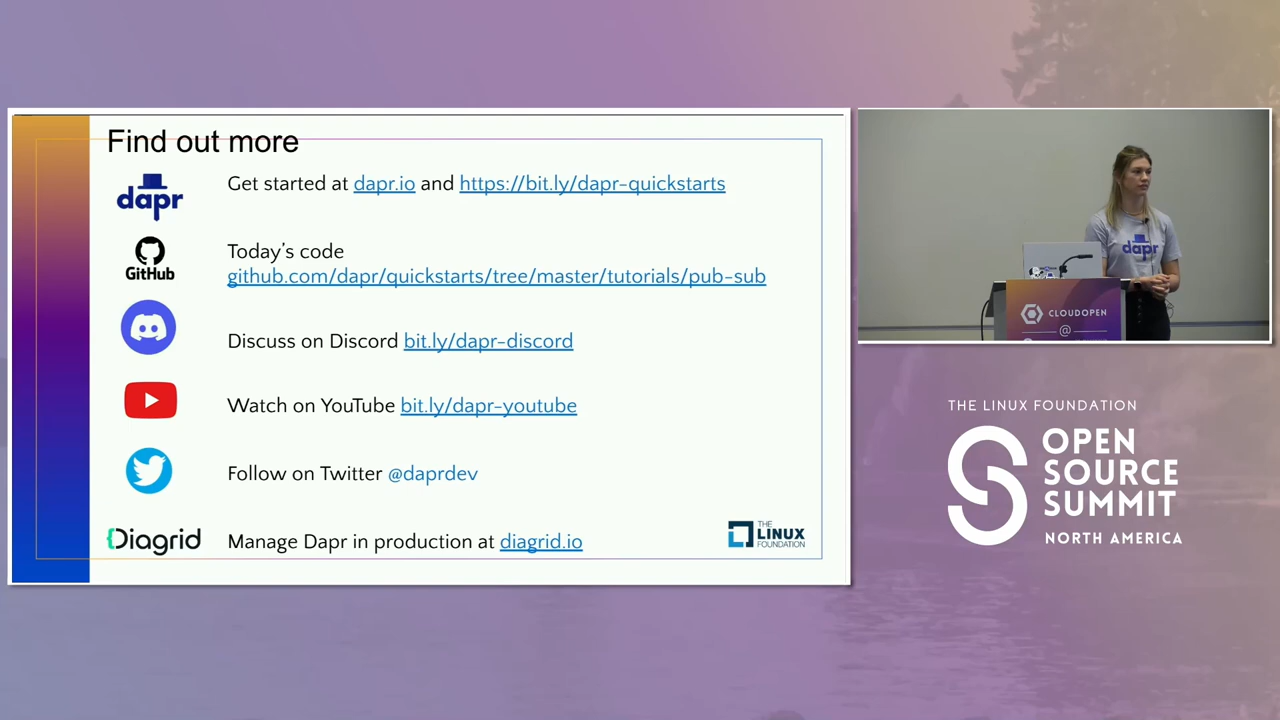 Find out more
dapr
Get started at dapr.io and https://bit.ly/dapr-quickstarts
GitHub
Today's code
github.com/dapr/quickstarts/tree/master/tutorials/pub-sub
Discuss on Discord bit.ly/dapr-discord
Watch on YouTube bit.ly/dapr-youtube
Follow on Twitter @daprdev
Diagrid
Manage Dapr in production at diagrid.io
THE
LINUX
FOUNDATION
dapr
CLOUDOPEN
@
THE LINUX FOUNDATION
OPEN
SOURCE
SUMMIT
NORTH AMERICA